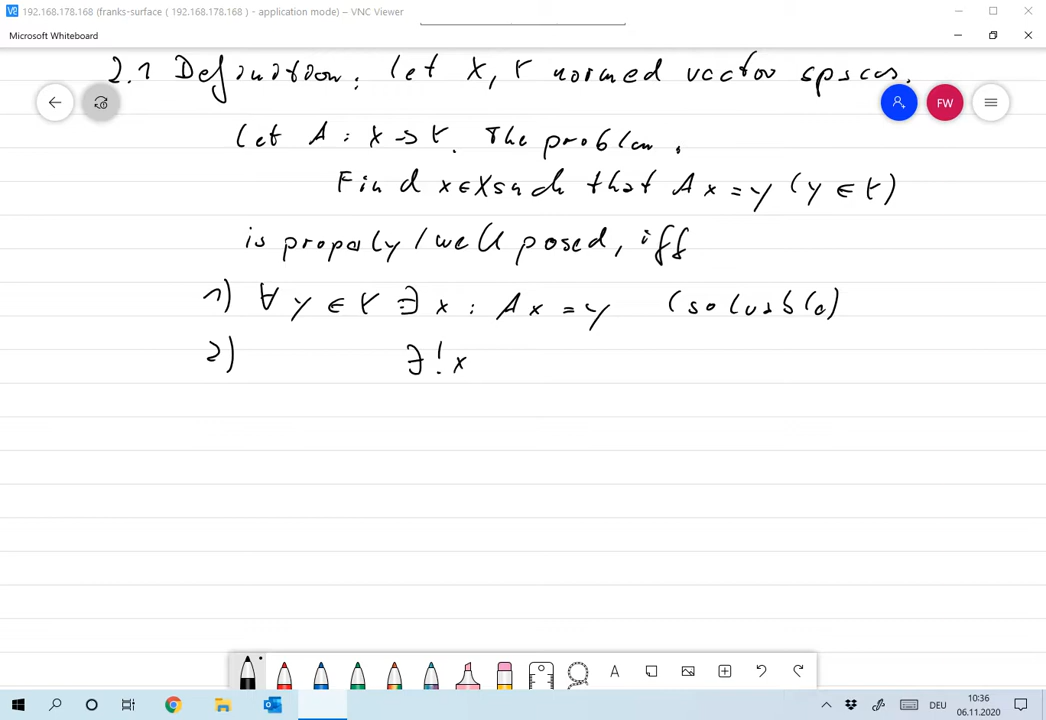 192.168.178.168 (franks-surface ( 192.168.178.168 ) - application mode) – VNC Viewer
Microsoft Whiteboard
2.1 Definition: Let X, Y normed vector spaces.
FW
Let A : X → Y. The problem:
Find x ∈ X such that Ax = y (y ∈ Y)
is properly / well posed, iff
1) ∀ y ∈ Y ∃ x : Ax = y (solvable)
2) ∃! x
A
DEU
10:36
06.11.2020